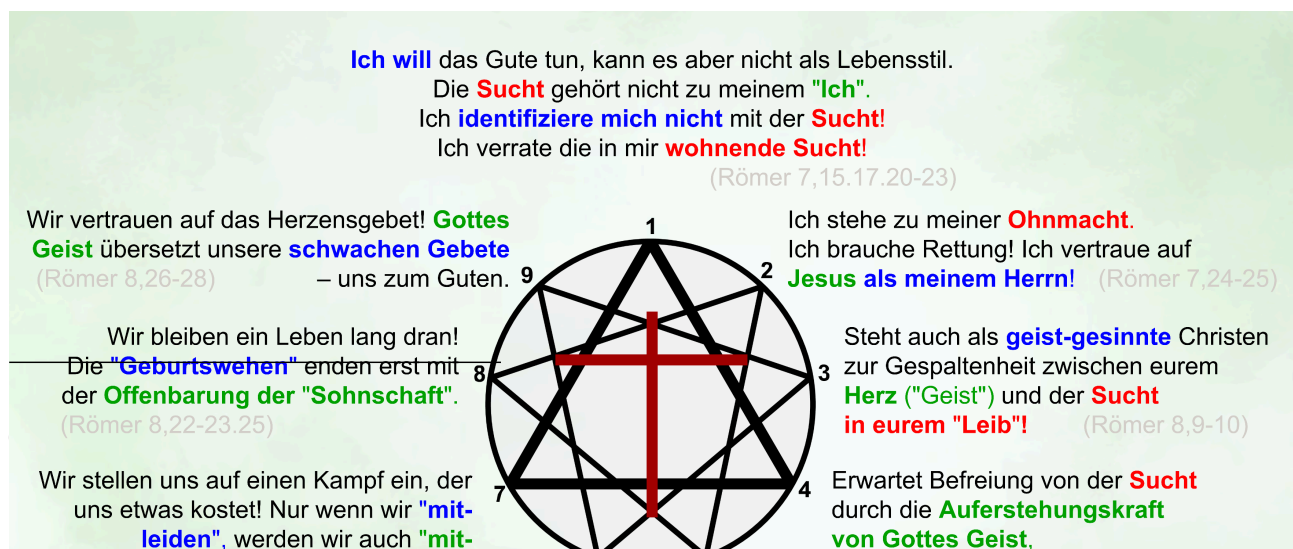 Ich will das Gute tun, kann es aber nicht als Lebensstil.
Die Sucht gehört nicht zu meinem "Ich".
Ich identifiziere mich nicht mit der Sucht!
Ich verrate die in mir wohnende Sucht!
(Römer 7,15.17.20-23)
Wir vertrauen auf das Herzensgebet! Gottes
Geist übersetzt unsere schwachen Gebete
(Römer 8,26-28) – uns zum Guten.
9
1
2
Ich stehe zu meiner Ohnmacht.
Ich brauche Rettung! Ich vertraue auf
Jesus als meinem Herrn! (Römer 7,24-25)
Wir bleiben ein Leben lang dran!
Die "Geburtswehen" enden erst mit
der Offenbarung der "Sohnschaft".
(Römer 8,22-23.25)
8
3
Steht auch als geist-gesinnte Christen
zur Gespaltenheit zwischen eurem
Herz ("Geist") und der Sucht
in eurem "Leib"! (Römer 8,9-10)
Wir stellen uns auf einen Kampf ein, der
uns etwas kostet! Nur wenn wir "mit-
leiden", werden wir auch "mit-
7
4
Erwartet Befreiung von der Sucht
durch die Auferstehungskraft
von Gottes Geist,